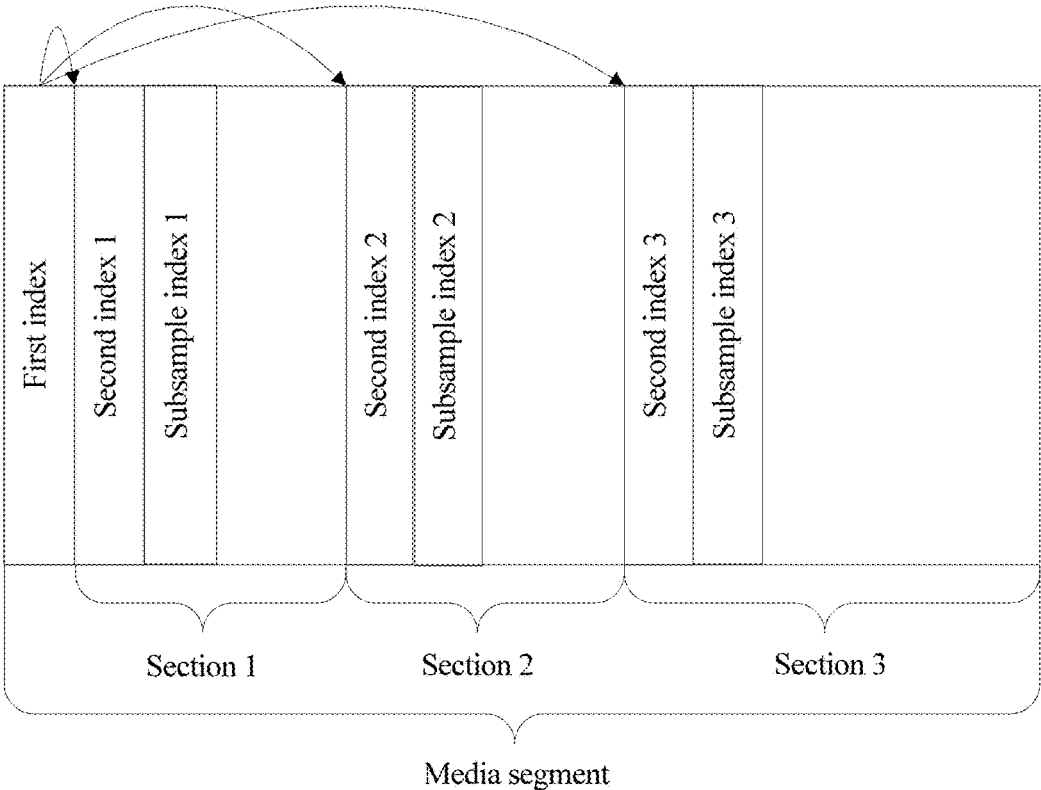 First index
Second index 1
Subsample index 1
Second index 2
Subsample index 2
Second index 3
Subsample index 3
Section 1
Section 2
Section 3
Media segment